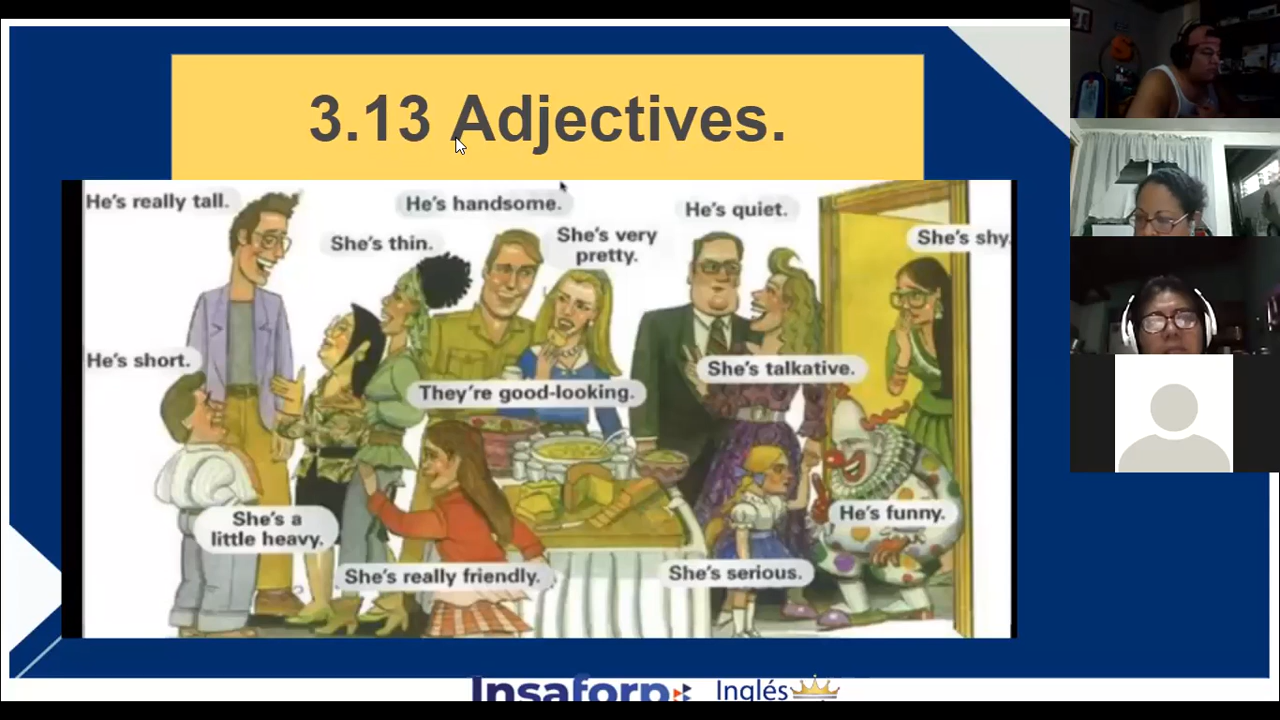 3.13 Adjectives.
He's really tall.
He's handsome.
He's quiet.
She's thin.
She's very
pretty.
She's shy.
He's short.
She's talkative.
They're good-looking.
She's a
little heavy.
He's funny.
She's really friendly.
She's serious.
Insaforp
Inglés